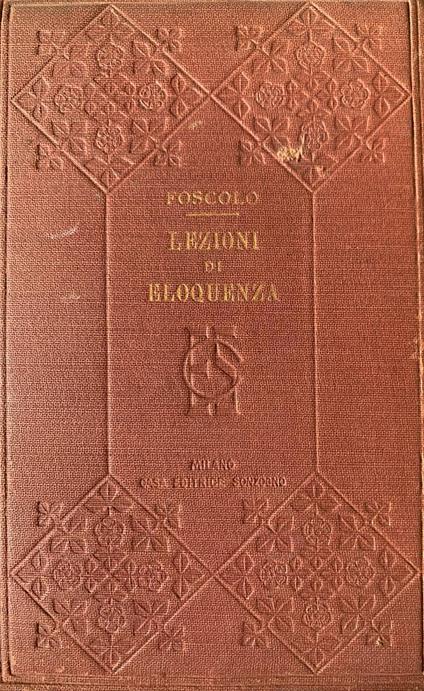 FOSCOLO
LEZIONI
DI
ELOQUENZA
MILANO
CASA EDITRICE SONZOGNO